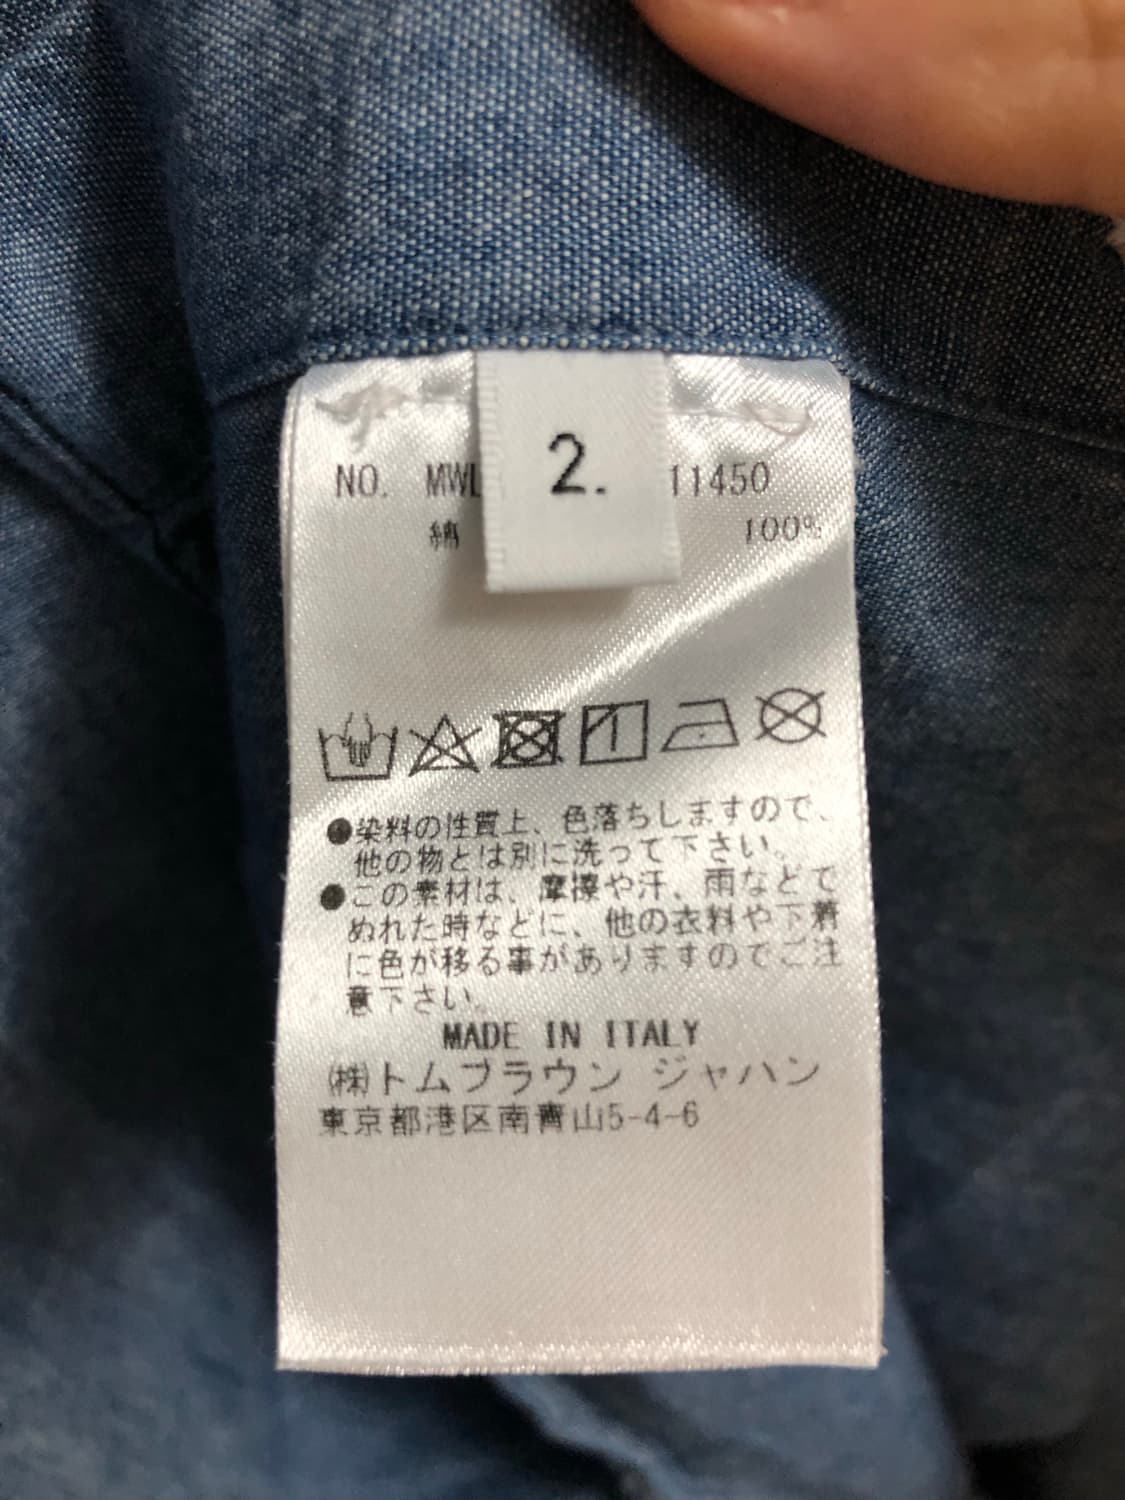 2.
NO. MWL 11450
綿 100%
●染料の性質上、色落ちしますので、
他の物とは別に洗って下さい。
●この素材は、摩擦や汗、雨などで
ぬれた時などに、他の衣料や下着
に色が移る事がありますのでご注
意下さい。
MADE IN ITALY
㈱トムブラウン ジャパン
東京都港区南青山5-4-6